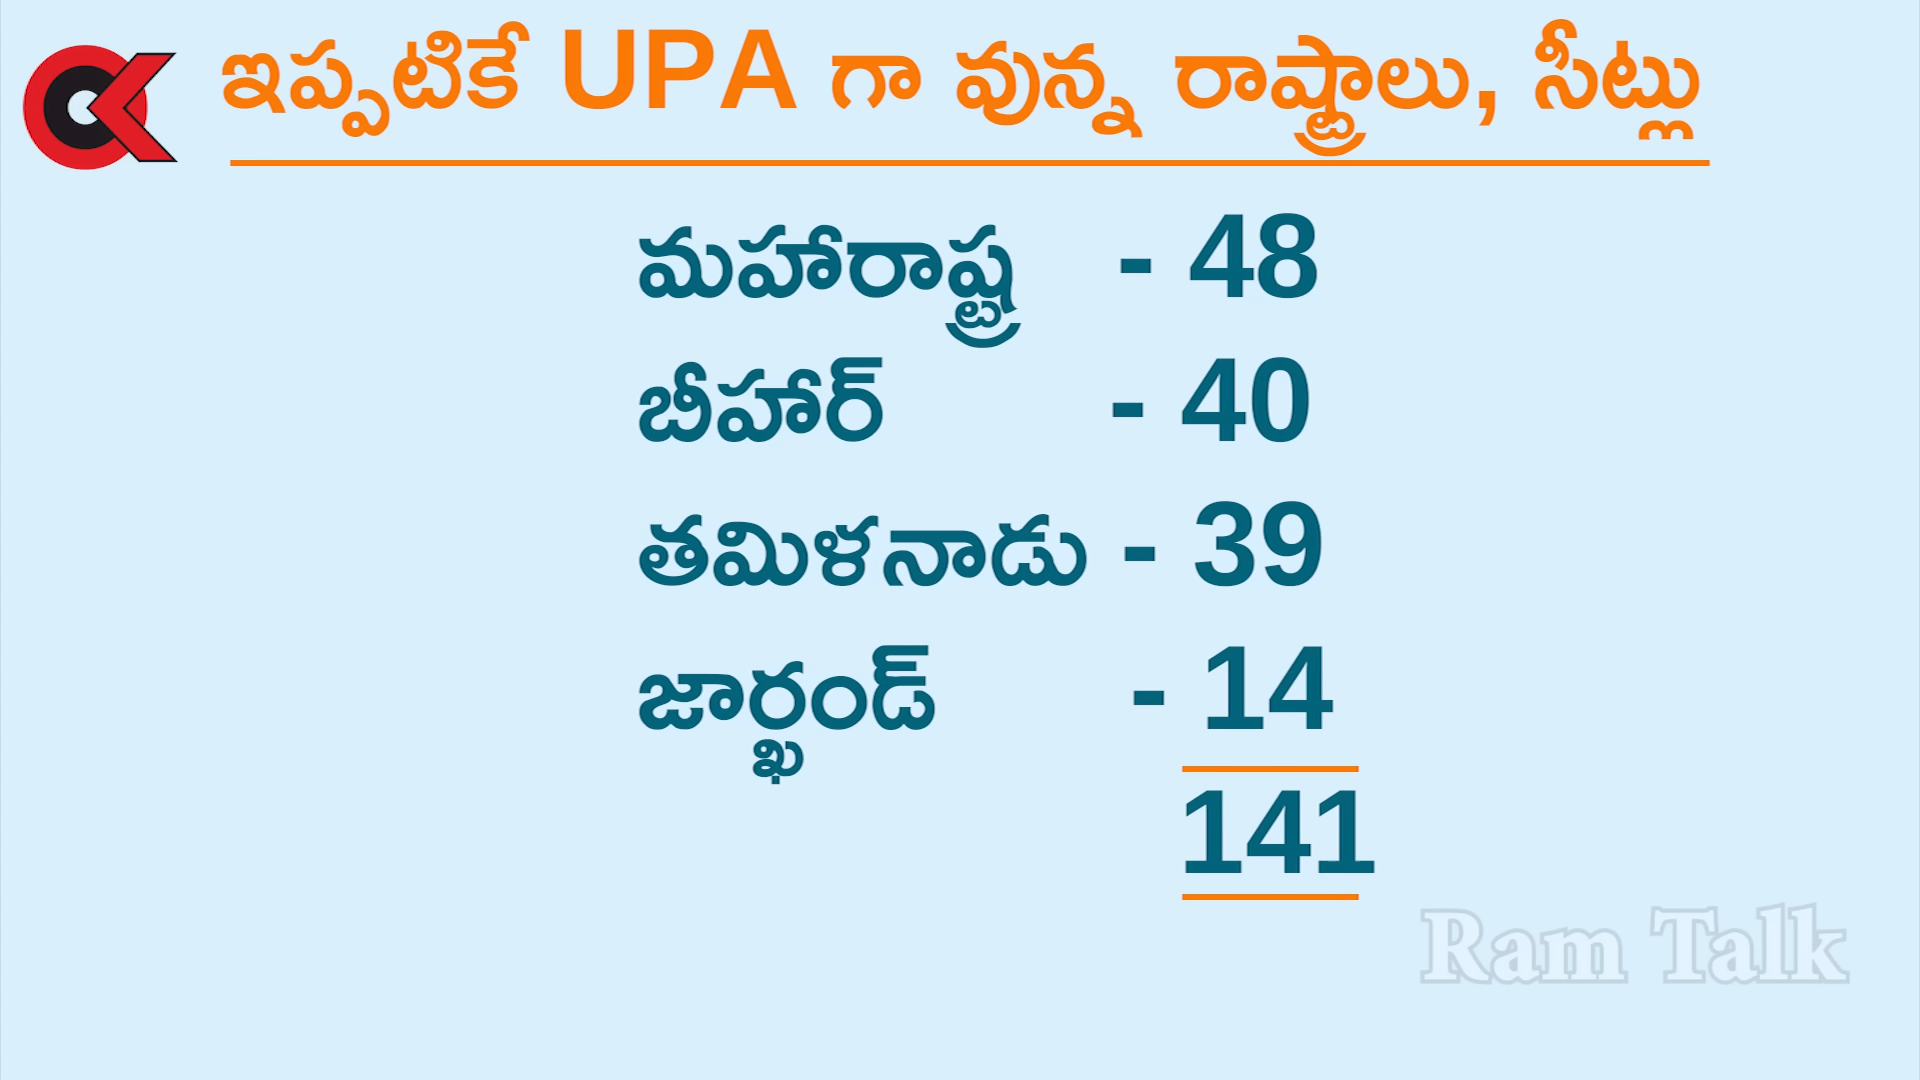 ఇప్పటికే UPA గా వున్న రాష్ట్రాలు, సీట్లు
మహారాష్ట్ర - 48
బీహార్ - 40
తమిళనాడు - 39
జార్ఖండ్ - 14
141
Ram Talk